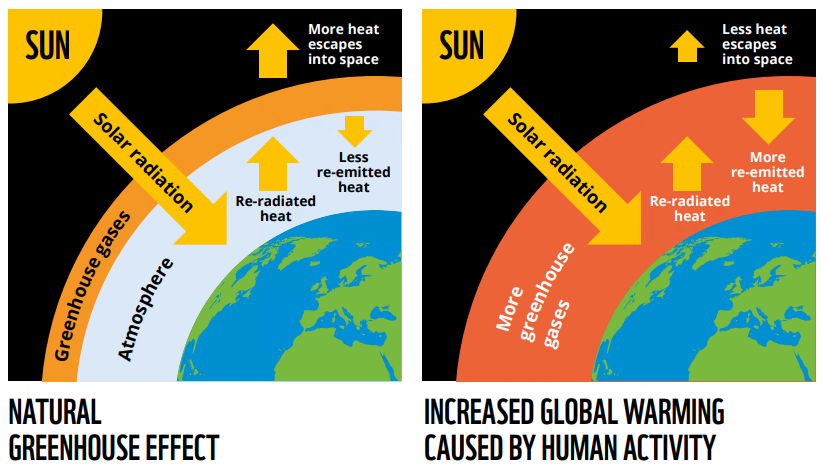 SUN
More heat
escapes
into space
Solar radiation
Less
re-emitted
heat
Re-radiated
heat
Greenhouse gases
Atmosphere
NATURAL
GREENHOUSE EFFECT
SUN
Less heat
escapes
into space
Solar radiation
More
re-emitted
heat
Re-radiated
heat
More
greenhouse
gases
INCREASED GLOBAL WARMING
CAUSED BY HUMAN ACTIVITY